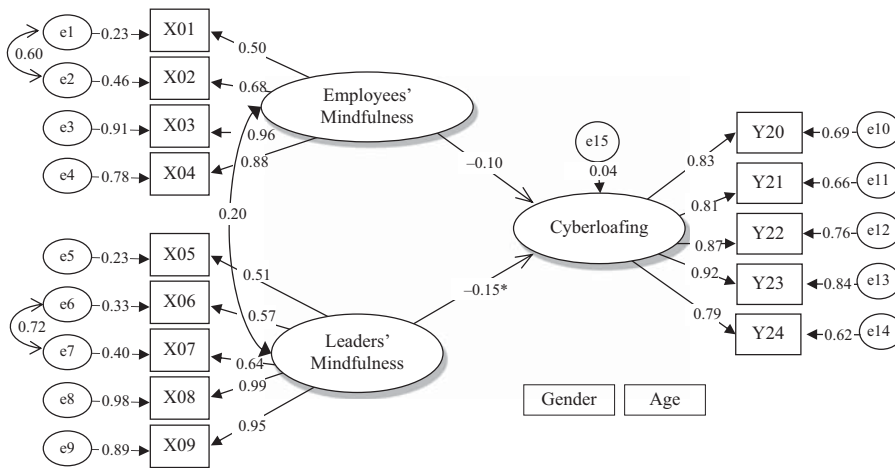 e1
0.23
X01
0.60
e2
0.46
X02
e3
0.91
X03
e4
0.78
X04
0.50
0.68
0.96
0.88
Employees’
Mindfulness
0.20
e5
0.23
X05
e6
0.33
X06
0.72
e7
0.40
X07
e8
0.98
X08
e9
0.89
X09
0.51
0.57
0.64
0.99
0.95
Leaders’
Mindfulness
–0.10
–0.15*
e15
0.04
Cyberloafing
0.83
0.81
0.87
0.92
0.79
Y20
0.69
e10
Y21
0.66
e11
Y22
0.76
e12
Y23
0.84
e13
Y24
0.62
e14
Gender
Age